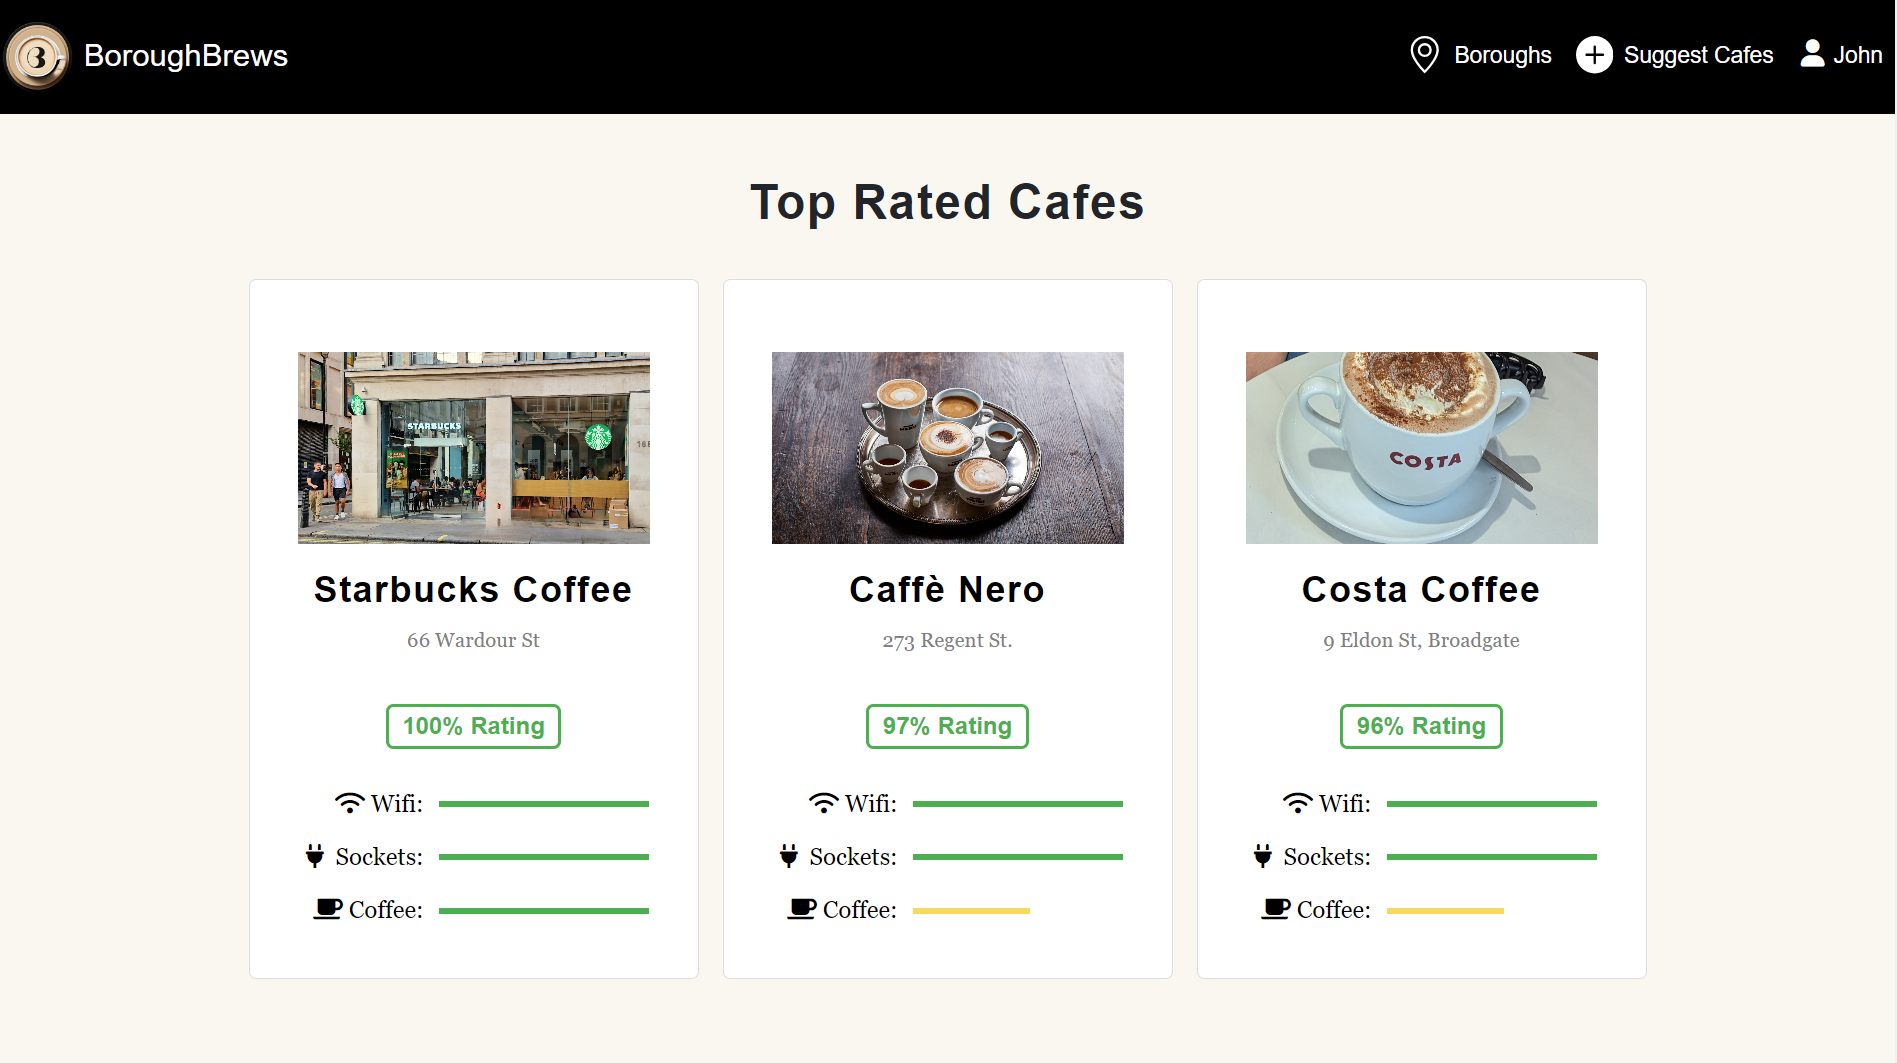 BoroughBrews
Boroughs
Suggest Cafes
John
Top Rated Cafes
STARBUCKS
COSTA
Starbucks Coffee
Caffè Nero
Costa Coffee
66 Wardour St
273 Regent St.
9 Eldon St, Broadgate
100% Rating
97% Rating
96% Rating
Wifi:
Wifi:
Wifi:
Sockets:
Sockets:
Sockets:
Coffee:
Coffee:
Coffee: